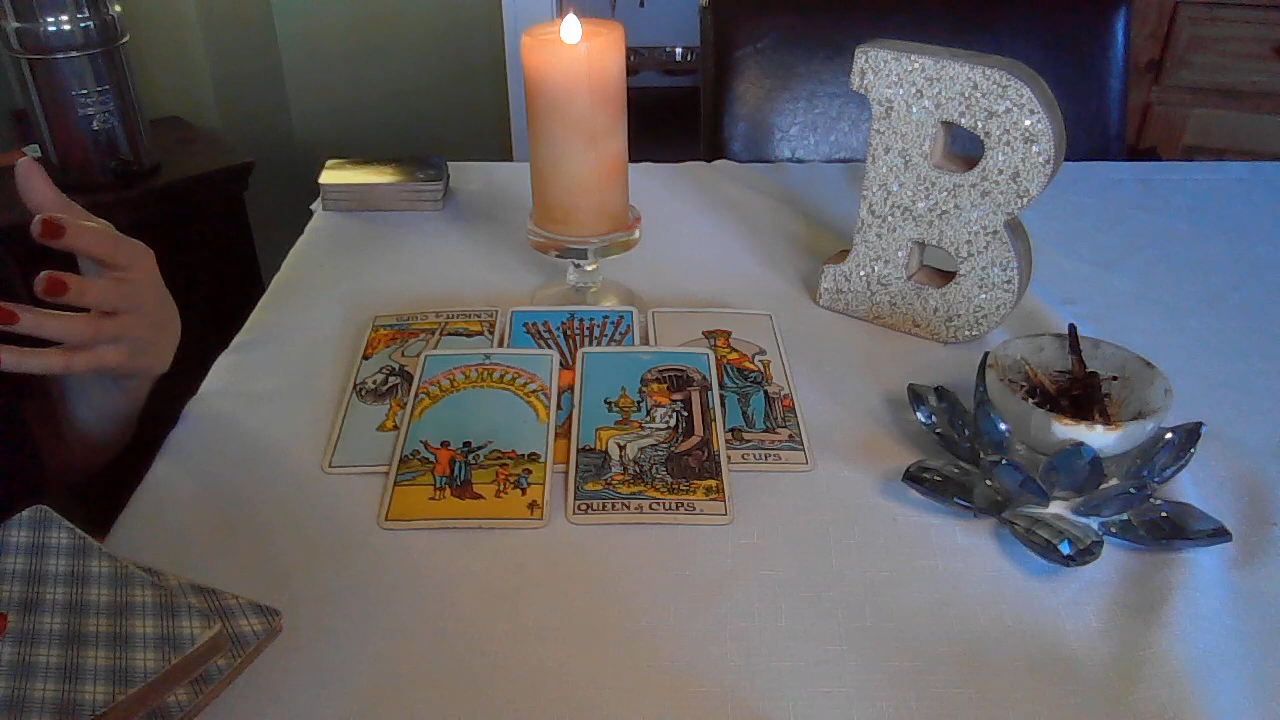 KNIGHT of CUPS.
X
B
X
QUEEN of CUPS.
CUPS.